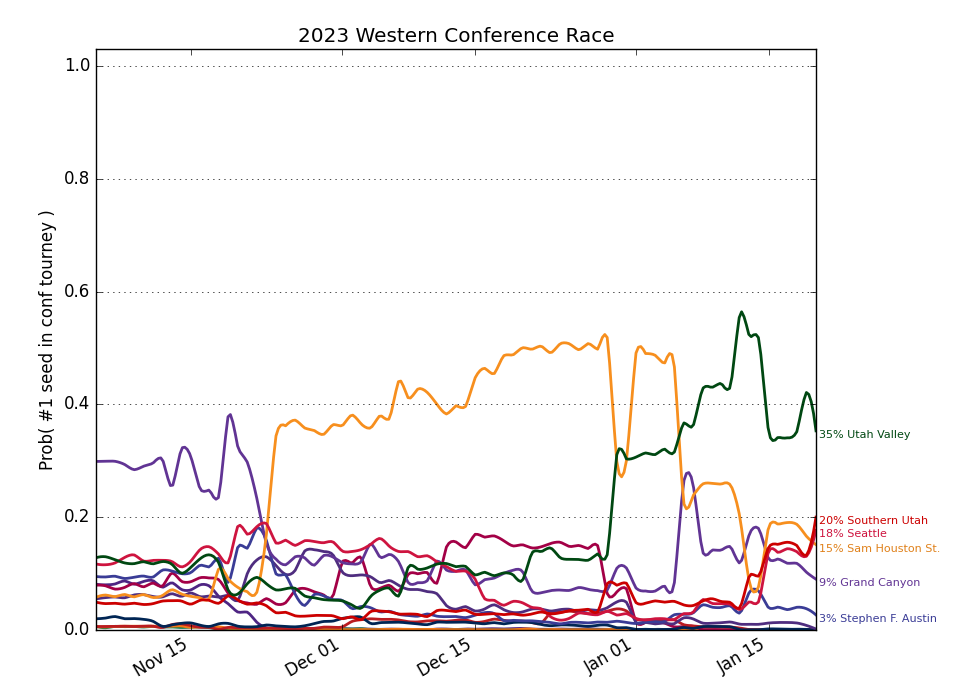 2023 Western Conference Race
Prob( #1 seed in conf tourney )
1.0
0.8
0.6
0.4
0.2
0.0
Nov 15
Dec 01
Dec 15
Jan 01
Jan 15
35% Utah Valley
20% Southern Utah
18% Seattle
15% Sam Houston St.
9% Grand Canyon
3% Stephen F. Austin